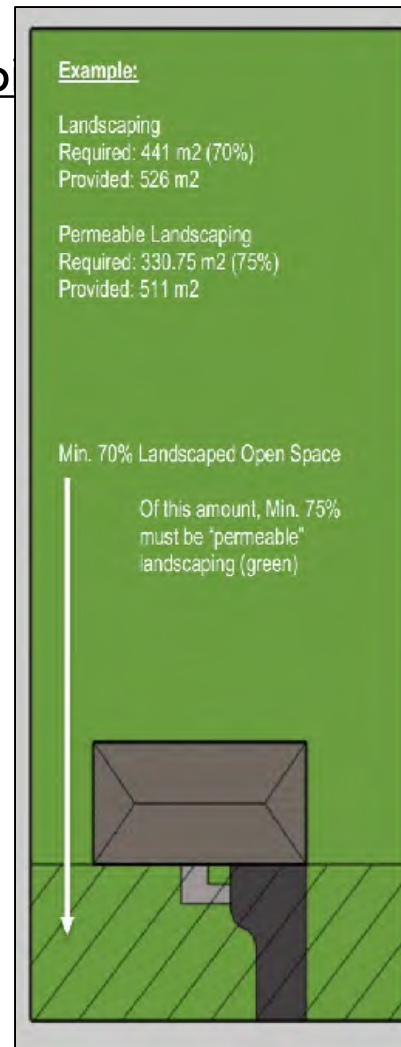 Example:
Landscaping
Required: 441 m2 (70%)
Provided: 526 m2
Permeable Landscaping
Required: 330.75 m2 (75%)
Provided: 511 m2
Min. 70% Landscaped Open Space
Of this amount, Min. 75%
must be "permeable"
landscaping (green)